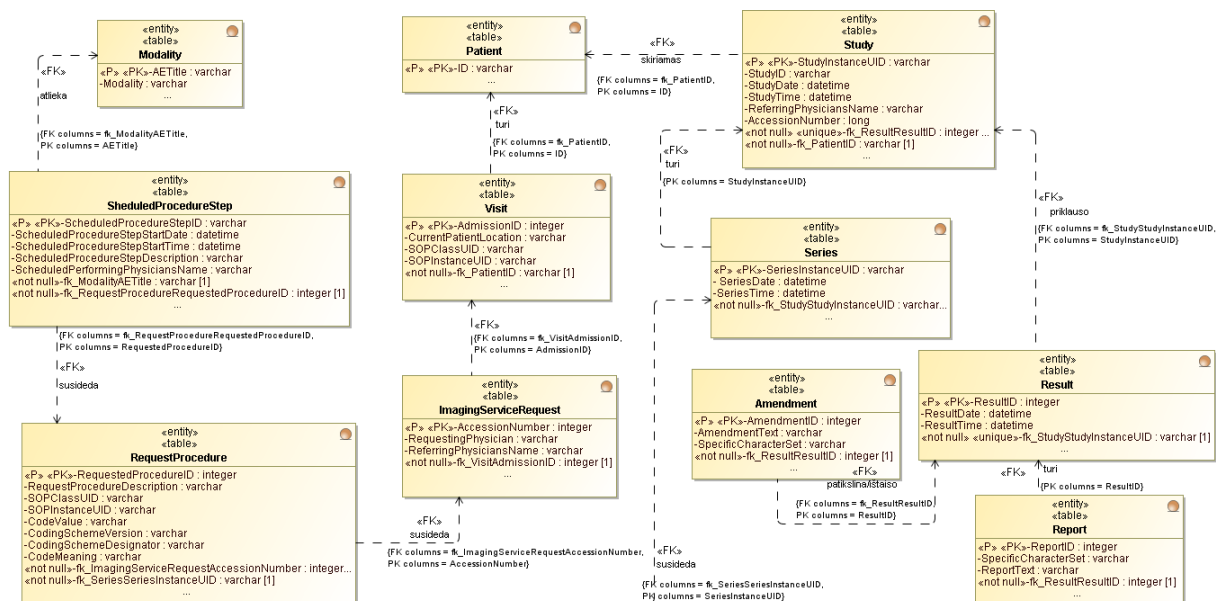 «entity»
«table»
Modality
«P» «PK»-AETitle : varchar
-Modality : varchar
...
«FK»
atlieka
{FK columns = fk_ModalityAETitle,
PK columns = AETitle}
«entity»
«table»
SheduledProcedureStep
«P» «PK»-ScheduledProcedureStepID : varchar
-ScheduledProcedureStepStartDate : datetime
-ScheduledProcedureStepStartTime : datetime
-ScheduledProcedureStepDescription : varchar
-ScheduledPerformingPhysiciansName : varchar
«not null»-fk_ModalityAETitle : varchar [1]
«not null»-fk_RequestProcedureRequestedProcedureID : integer [1]
...
{FK columns = fk_RequestProcedureRequestedProcedureID,
PK columns = RequestedProcedureID}
«FK»
susideda
«entity»
«table»
RequestProcedure
«P» «PK»-RequestedProcedureID : integer
-RequestProcedureDescription : varchar
-SOPClassUID : varchar
-SOPInstanceUID : varchar
-CodeValue : varchar
-CodingSchemeVersion : varchar
-CodingSchemeDesignator : varchar
-CodeMeaning : varchar
«not null»-fk_ImagingServiceRequestAccessionNumber : integer...
«not null»-fk_SeriesSeriesInstanceUID : varchar [1]
...
«entity»
«table»
Patient
«P» «PK»-ID : varchar
...
«FK»
turi
{FK columns = fk_PatientID,
PK columns = ID}
«entity»
«table»
Visit
«P» «PK»-AdmissionID : integer
-CurrentPatientLocation : varchar
-SOPClassUID : varchar
-SOPInstanceUID : varchar
«not null»-fk_PatientID : varchar [1]
...
«FK»
{FK columns = fk_VisitAdmissionID,
PK columns = AdmissionID}
«entity»
«table»
ImagingServiceRequest
«P» «PK»-AccessionNumber : integer
-RequestingPhysician : varchar
-ReferringPhysiciansName : varchar
«not null»-fk_VisitAdmissionID : integer [1]
...
«FK»
susideda
{FK columns = fk_ImagingServiceRequestAccessionNumber,
PK columns = AccessionNumber}
«FK»
skiriamas
{FK columns = fk_PatientID,
PK columns = ID}
«entity»
«table»
Study
«P» «PK»-StudyInstanceUID : varchar
-StudyID : varchar
-StudyDate : datetime
-StudyTime : datetime
-ReferringPhysiciansName : varchar
-AccessionNumber : long
«not null» «unique»-fk_ResultResultID : integer ...
«not null»-fk_PatientID : varchar [1]
...
«FK»
turi
{PK columns = StudyInstanceUID}
«entity»
«table»
Series
«P» «PK»-SeriesInstanceUID : varchar
- SeriesDate : datetime
-SeriesTime : datetime
«not null»-fk_StudyStudyInstanceUID : varchar...
...
«FK»
priklauso
{FK columns = fk_StudyStudyInstanceUID,
PK columns = StudyInstanceUID}
«entity»
«table»
Amendment
«P» «PK»-AmendmentID : integer
-AmendmentText : varchar
-SpecificCharacterSet : varchar
«not null»-fk_ResultResultID : integer [1]
...
«FK»
patikslina/ištaiso
{FK columns = fk_ResultResultID,
PK columns = ResultID}
«entity»
«table»
Result
«P» «PK»-ResultID : integer
-ResultDate : datetime
-ResultTime : datetime
«not null» «unique»-fk_StudyStudyInstanceUID : varchar [1]
...
«FK»
turi
{PK columns = ResultID}
«entity»
«table»
Report
«P» «PK»-ReportID : integer
-SpecificCharacterSet : varchar
-ReportText : varchar
«not null»-fk_ResultResultID : integer [1]
...
«FK»
susideda
{FK columns = fk_SeriesSeriesInstanceUID,
PK columns = SeriesInstanceUID}